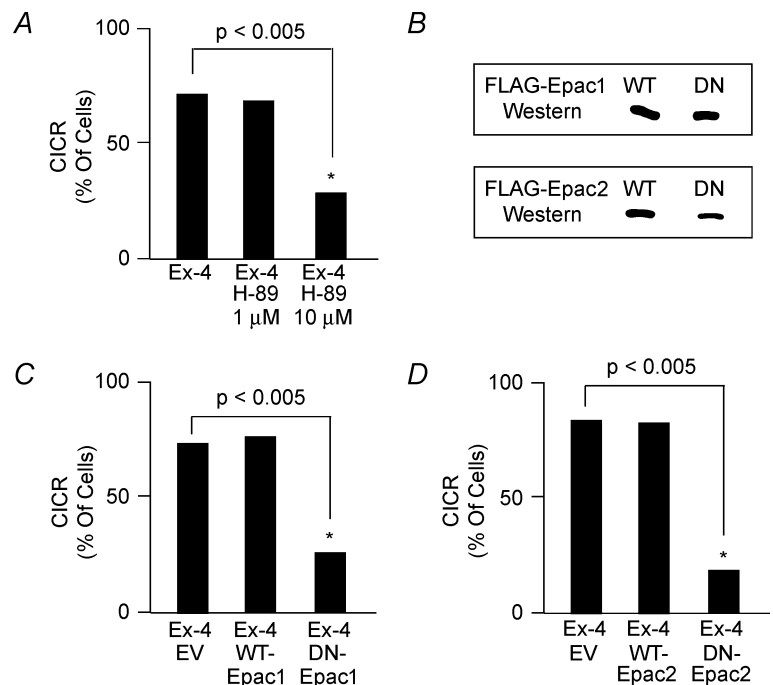 A
100
50
0
CICR
(% Of Cells)
p < 0.005
*
Ex-4
Ex-4
H-89
1 μM
Ex-4
H-89
10 μM
B
FLAG-Epac1
Western
WT
DN
FLAG-Epac2
Western
WT
DN
C
100
50
0
CICR
(% Of Cells)
p < 0.005
*
Ex-4
EV
Ex-4
WT-
Epac1
Ex-4
DN-
Epac1
D
100
50
0
CICR
(% Of Cells)
p < 0.005
*
Ex-4
EV
Ex-4
WT-
Epac2
Ex-4
DN-
Epac2